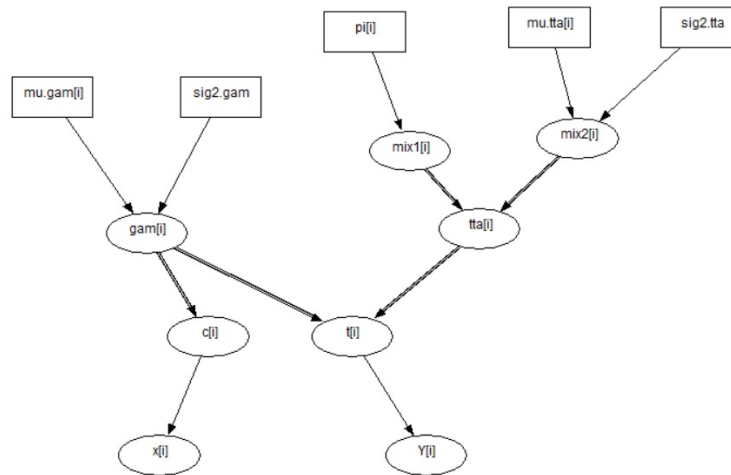 pi[i]
mu.tta[i]
sig2.tta
mu.gam[i]
sig2.gam
mix1[i]
mix2[i]
gam[i]
tta[i]
c[i]
t[i]
x[i]
Y[i]